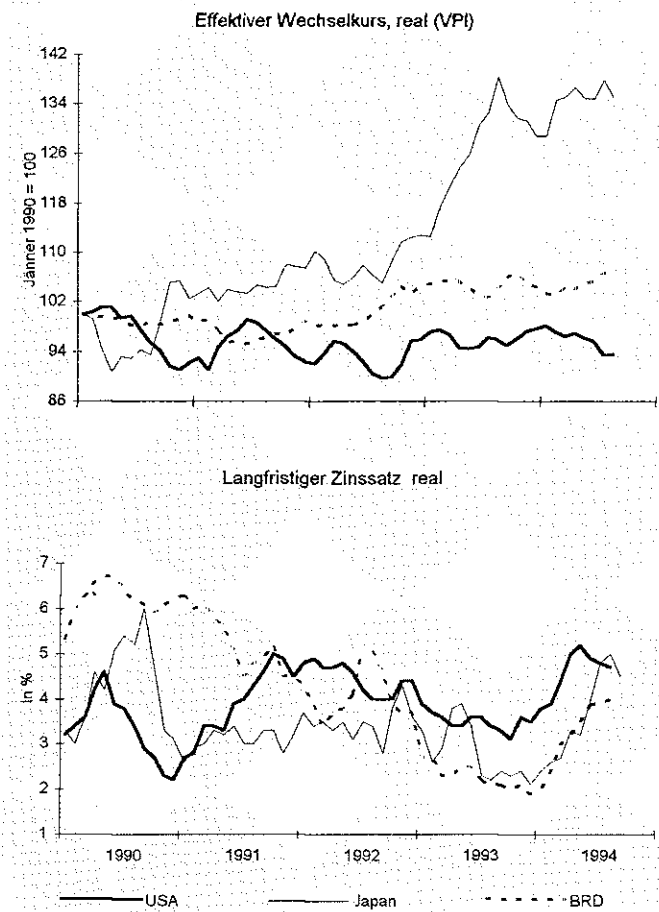 Effektiver Wechselkurs, real (VPI)
142
134
126
118
110
102
94
86
Jänner 1990 = 100
Langfristiger Zinssatz real
7
6
5
4
3
2
1
In %
1990 1991 1992 1993 1994
USA Japan BRD